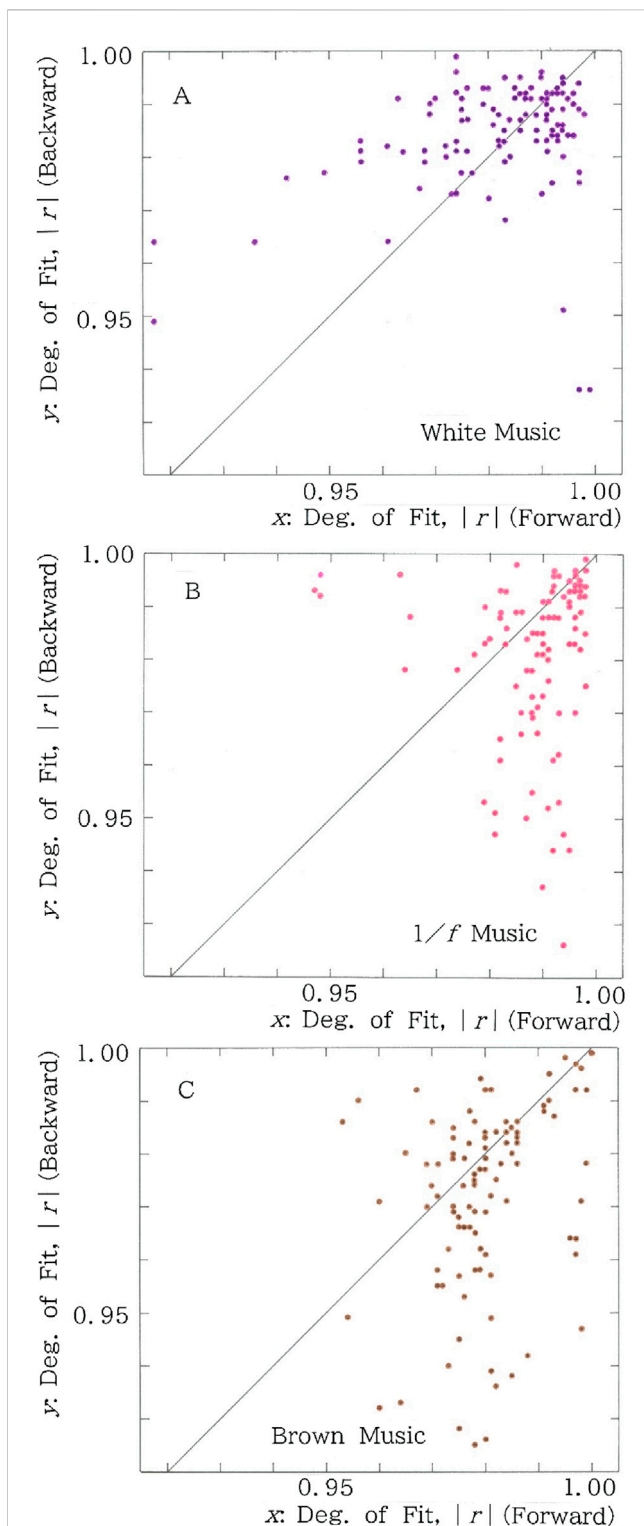 1.00
A
y: Deg. of Fit, |r| (Backward)
0.95
White Music
0.95
1.00
x: Deg. of Fit, |r| (Forward)
1.00
B
y: Deg. of Fit, |r| (Backward)
0.95
1/f Music
0.95
1.00
x: Deg. of Fit, |r| (Forward)
1.00
C
y: Deg. of Fit, |r| (Backward)
0.95
Brown Music
0.95
1.00
x: Deg. of Fit, |r| (Forward)